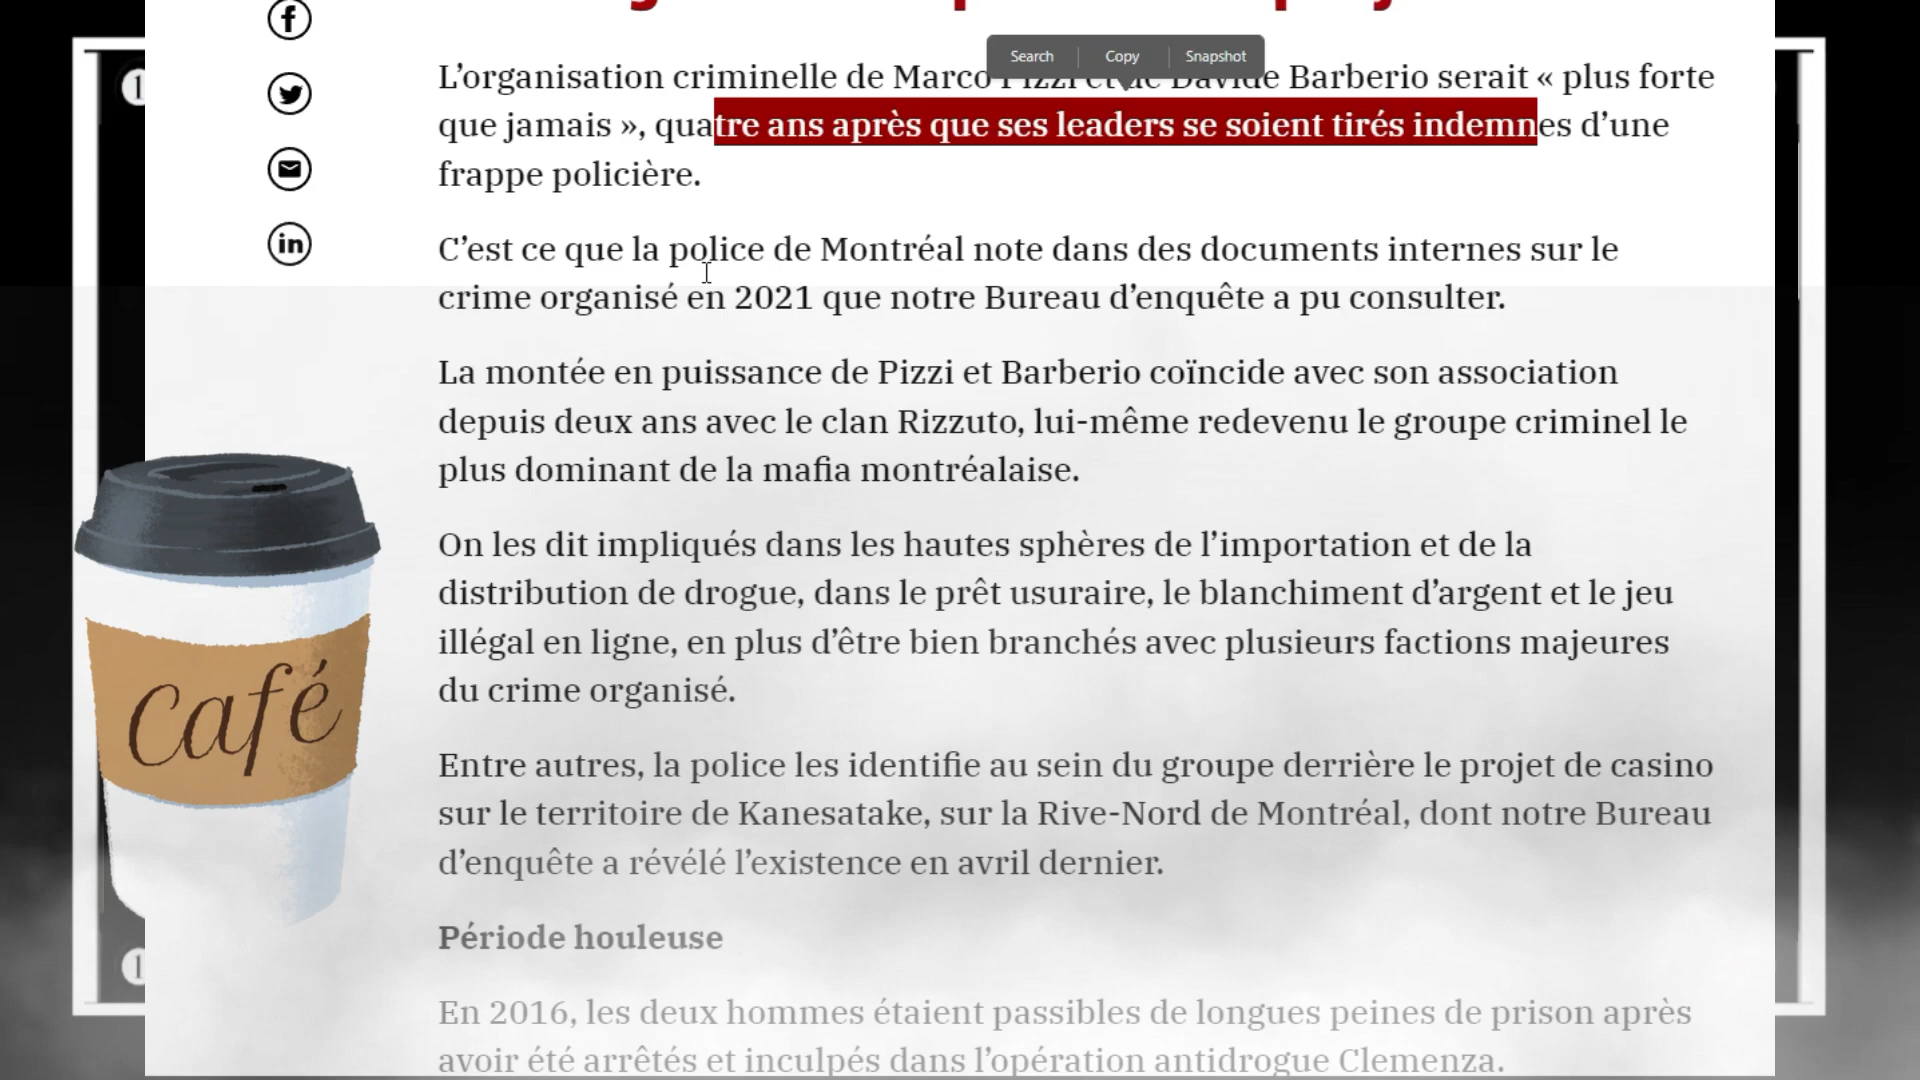 Search Copy Snapshot
L’organisation criminelle de Marco Pizzi et de Davide Barberio serait « plus forte
que jamais », quatre ans après que ses leaders se soient tirés indemnes d’une
frappe policière.
C’est ce que la police de Montréal note dans des documents internes sur le
crime organisé en 2021 que notre Bureau d’enquête a pu consulter.
La montée en puissance de Pizzi et Barberio coïncide avec son association
depuis deux ans avec le clan Rizzuto, lui-même redevenu le groupe criminel le
plus dominant de la mafia montréalaise.
On les dit impliqués dans les hautes sphères de l’importation et de la
distribution de drogue, dans le prêt usuraire, le blanchiment d’argent et le jeu
illégal en ligne, en plus d’être bien branchés avec plusieurs factions majeures
du crime organisé.
Entre autres, la police les identifie au sein du groupe derrière le projet de casino
sur le territoire de Kanesatake, sur la Rive-Nord de Montréal, dont notre Bureau
d’enquête a révélé l’existence en avril dernier.
Période houleuse
En 2016, les deux hommes étaient passibles de longues peines de prison après
avoir été arrêtés et inculpés dans l’opération antidrogue Clemenza.
Café